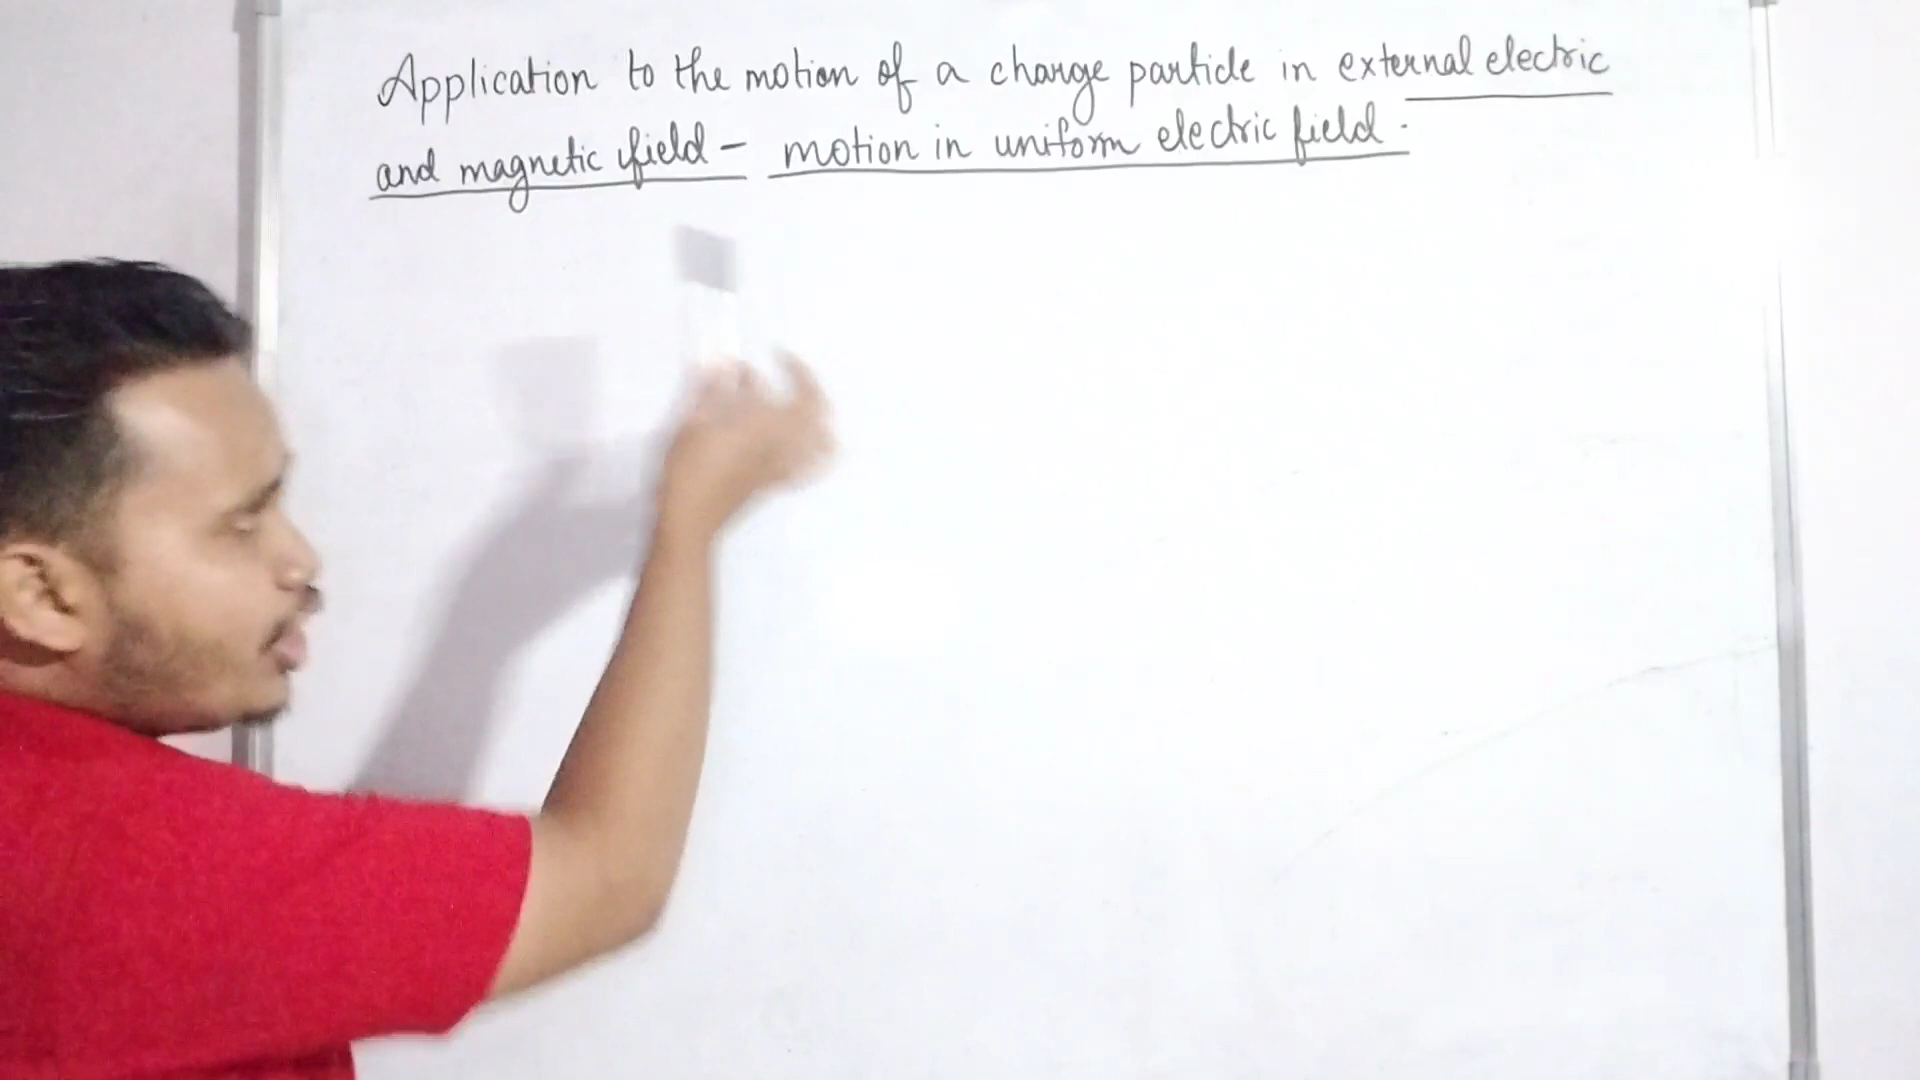 Application to the motion of a charge particle in external electric
and magnetic field - motion in uniform electric field.